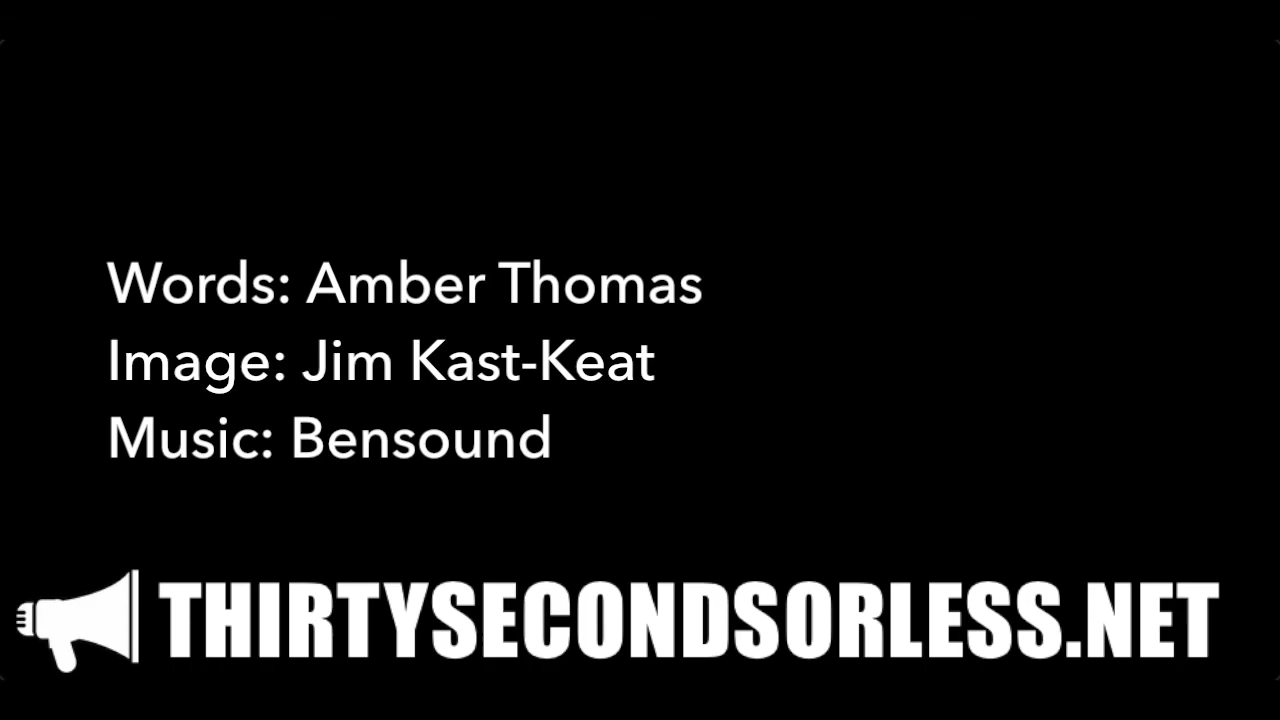 Words: Amber Thomas
Image: Jim Kast-Keat
Music: Bensound
THIRTYSECONDSORLESS.NET